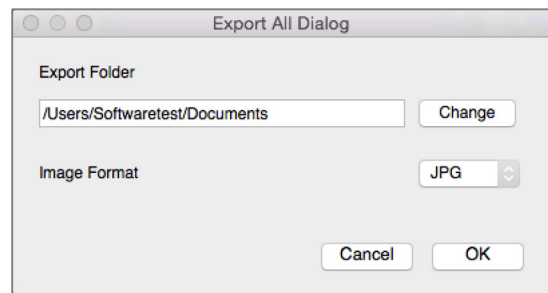 Export All Dialog
Export Folder
/Users/Softwaretest/Documents
Change
Image Format
JPG
Cancel
OK